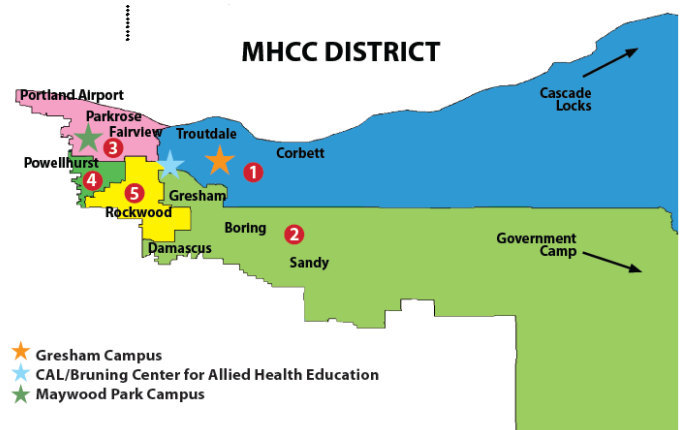 MHCC DISTRICT
Portland Airport
Cascade
Locks
Parkrose
Fairview
Troutdale
3
Corbett
Powellhurst
4
1
5
Gresham
Rockwood
Boring
2
Government
Camp
Damascus
Sandy
Gresham Campus
CAL/Bruning Center for Allied Health Education
Maywood Park Campus